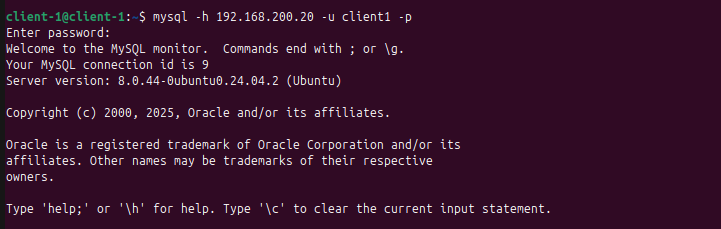 client-1@client-1:~$ mysql -h 192.168.200.20 -u client1 -p
Enter password:
Welcome to the MySQL monitor.  Commands end with ; or \g.
Your MySQL connection id is 9
Server version: 8.0.44-0ubuntu0.24.04.2 (Ubuntu)

Copyright (c) 2000, 2025, Oracle and/or its affiliates.

Oracle is a registered trademark of Oracle Corporation and/or its
affiliates. Other names may be trademarks of their respective
owners.

Type 'help;' or '\h' for help. Type '\c' to clear the current input statement.